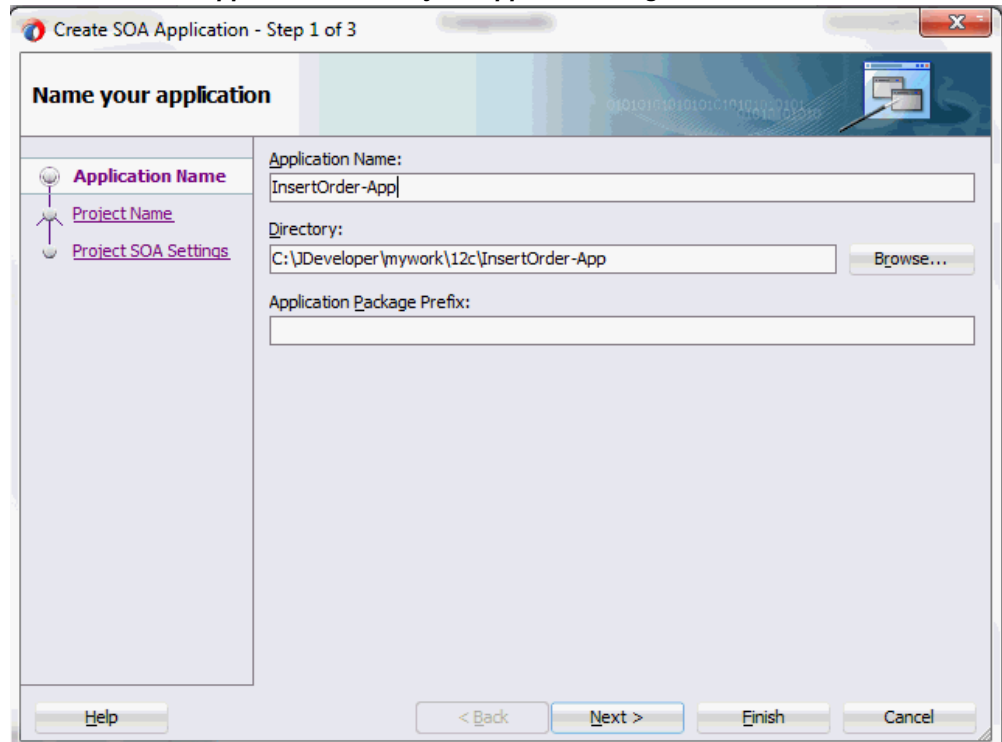 Create SOA Application - Step 1 of 3
Name your application
Application Name
Project Name
Project SOA Settings
Application Name:
InsertOrder-App
Directory:
C:\JDeveloper\mywork\12c\InsertOrder-App
Browse...
Application Package Prefix:
Help
< Back
Next >
Finish
Cancel